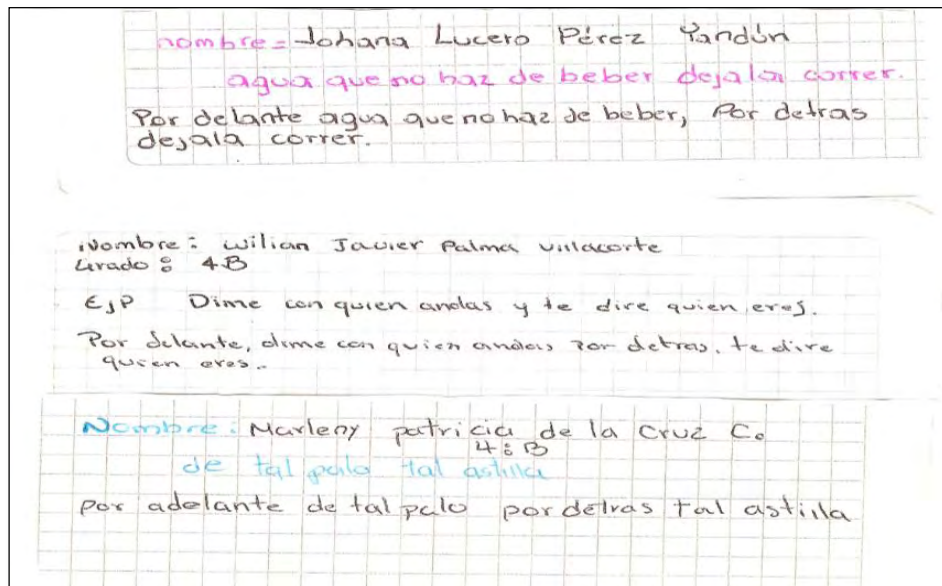 nombre= Johana Lucero Pérez Yandún
agua que no haz de beber dejala correr.
Por delante agua que no haz de beber, Por detras
dejala correr.
Nombre: wilian Javier Palma villacorte
Grado: 4B
Ejp Dime con quien andas y te dire quien eres.
Por delante, dime con quien andas por detras, te dire
quien eres.
Nombre: Marleny patricia de la Cruz C.
4:B
de tal palo tal astilla
por adelante de tal palo por detras tal astilla